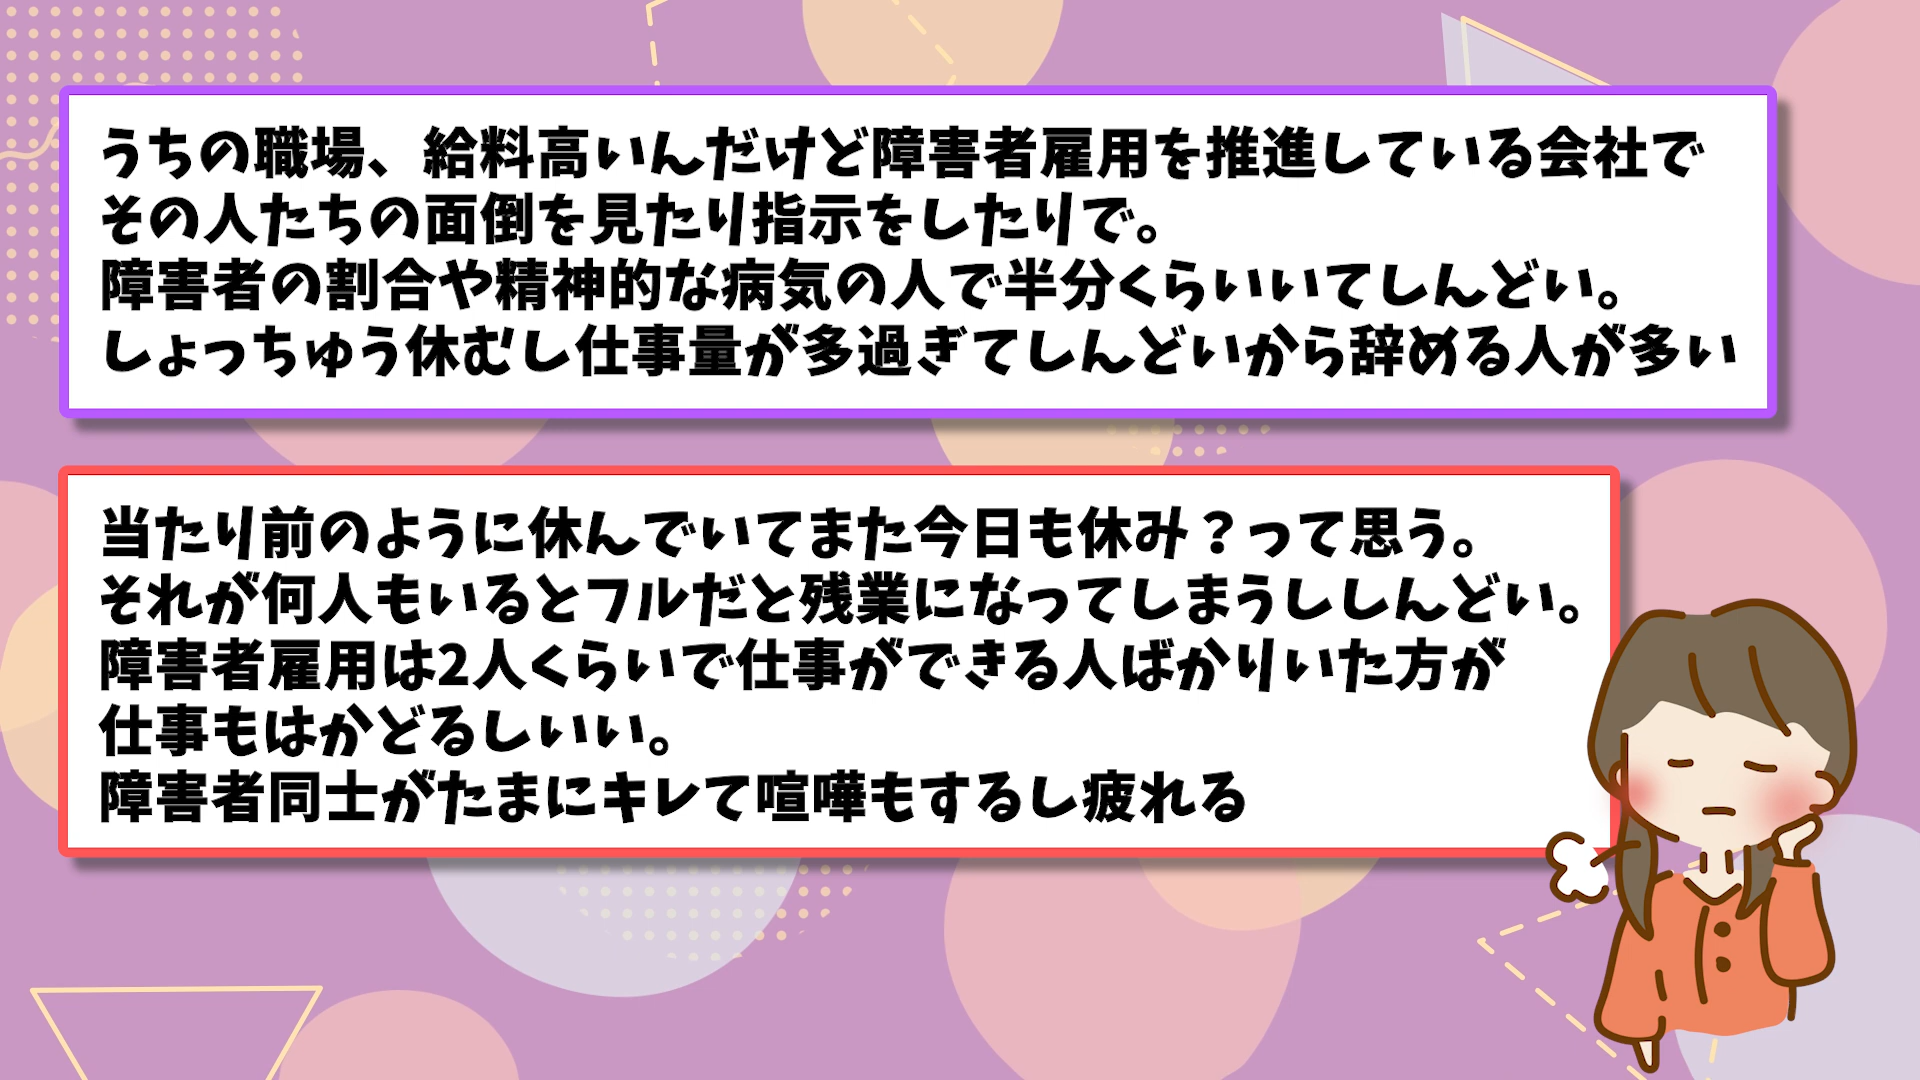 うちの職場、給料高いんだけど障害者雇用を推進している会社で
その人たちの面倒を見たり指示をしたりで。
障害者の割合や精神的な病気の人で半分くらいいてしんどい。
しょっちゅう休むし仕事量が多過ぎてしんどいから辞める人が多い
当たり前のように休んでいてまた今日も休み？って思う。
それが何人もいるとフルだと残業になってしまうししんどい。
障害者雇用は2人くらいで仕事ができる人ばかりいた方が
仕事もはかどるしいい。
障害者同士がたまにキレて喧嘩もするし疲れる